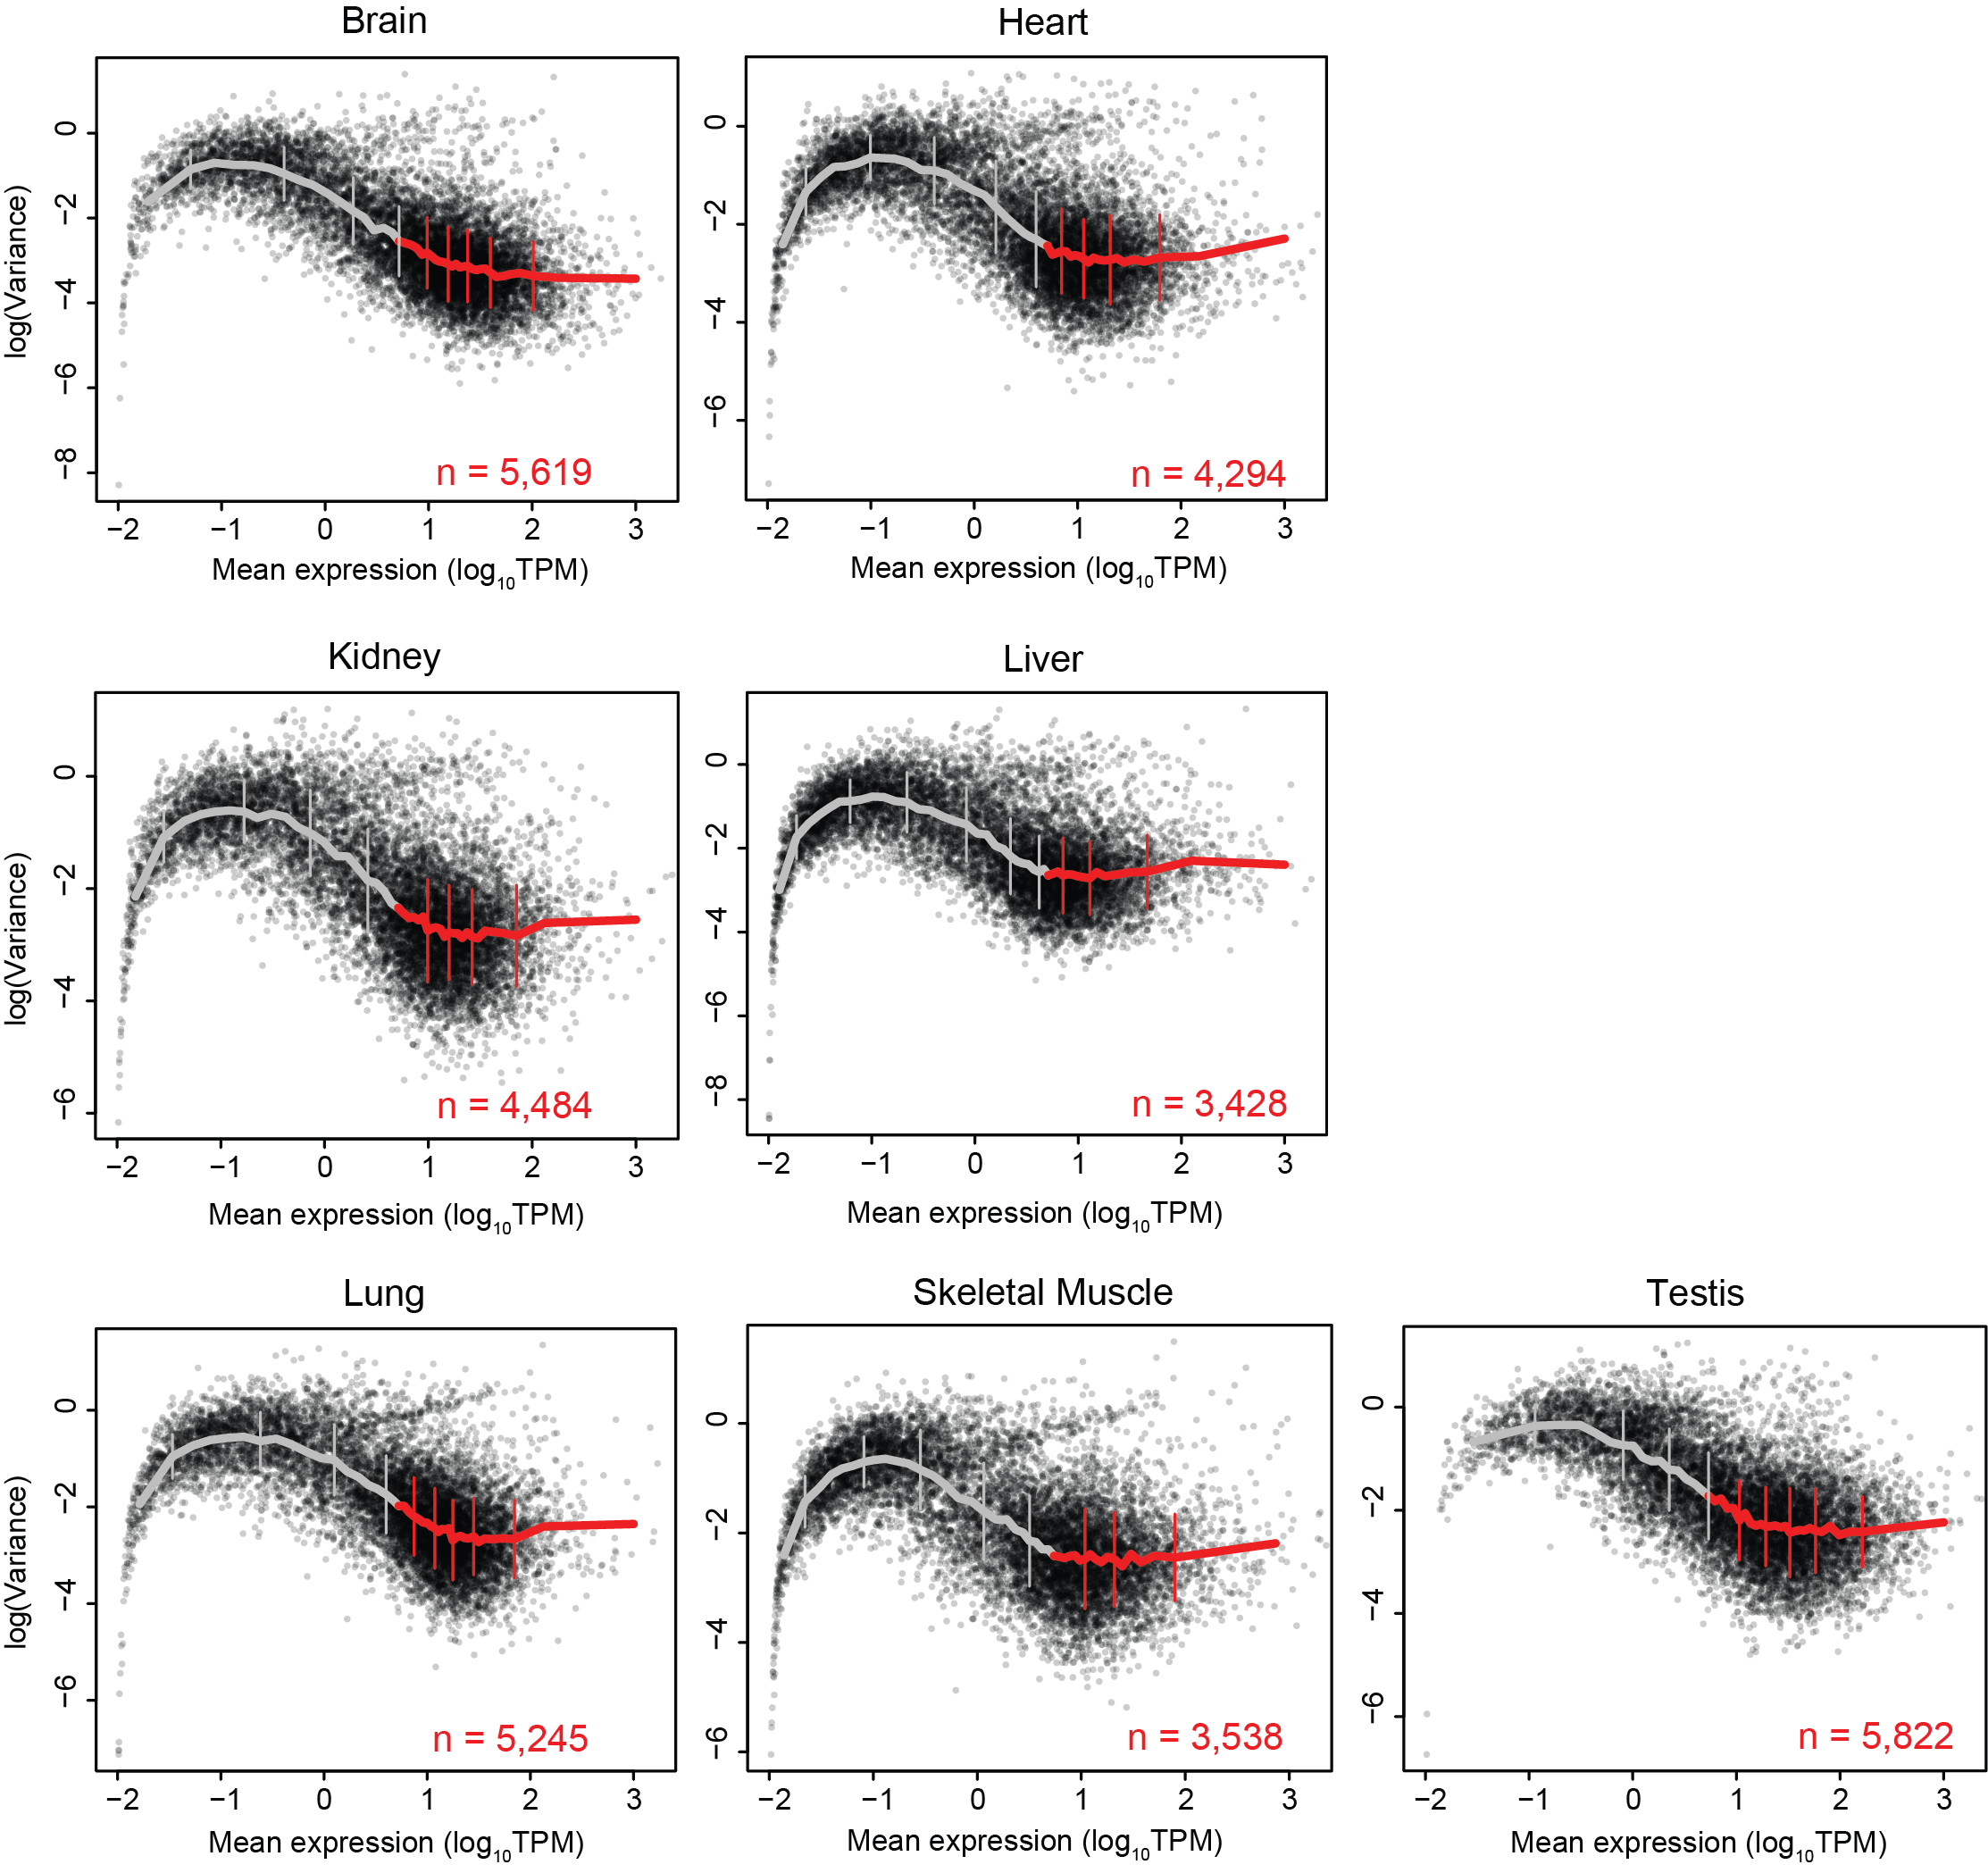 Brain
Heart
0
−2
−4
−6
−8
log(Variance)
n = 5,619
−2 −1 0 1 2 3
Mean expression (log10TPM)
0
−2
−4
−6
n = 4,294
−2 −1 0 1 2 3
Mean expression (log10TPM)
Kidney
Liver
0
−2
−4
−6
log(Variance)
n = 4,484
−2 −1 0 1 2 3
Mean expression (log10TPM)
0
−2
−4
−6
−8
n = 3,428
−2 −1 0 1 2 3
Mean expression (log10TPM)
Lung
Skeletal Muscle
Testis
0
−2
−4
−6
log(Variance)
n = 5,245
−2 −1 0 1 2 3
Mean expression (log10TPM)
0
−2
−4
−6
n = 3,538
−2 −1 0 1 2 3
Mean expression (log10TPM)
0
−2
−4
−6
n = 5,822
−2 −1 0 1 2 3
Mean expression (log10TPM)